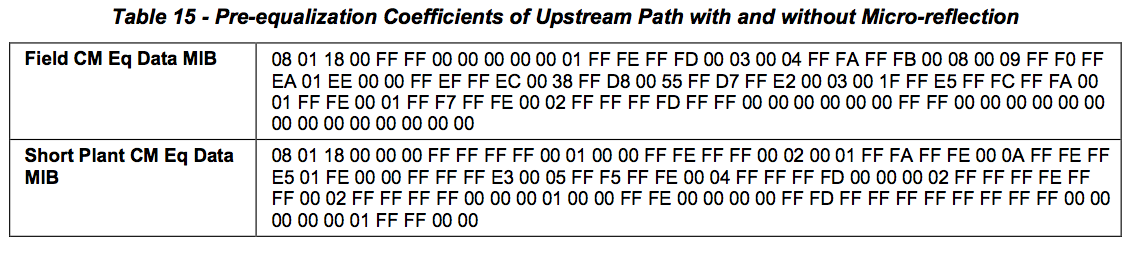 Table 15 - Pre-equalization Coefficients of Upstream Path with and without Micro-reflection
Field CM Eq Data MIB
08 01 18 00 FF FF 00 00 00 00 00 01 FF FE FF FD 00 03 00 04 FF FA FF FB 00 08 00 09 FF F0 FF
EA 01 EE 00 00 FF EF FF EC 00 38 FF D8 00 55 FF D7 FF E2 00 03 00 1F FF E5 FF FC FF FA 00
01 FF FE 00 01 FF F7 FF FE 00 02 FF FF FF FD FF FF 00 00 00 00 00 00 FF FF 00 00 00 00 00 00
00 00 00 00 00 00 00 00
Short Plant CM Eq Data
MIB
08 01 18 00 00 00 FF FF FF FF 00 01 00 00 FF FE FF FF 00 02 00 01 FF FA FF FE 00 0A FF FE FF
E5 01 FE 00 00 FF FF FF E3 00 05 FF F5 FF FE 00 04 FF FF FF FD 00 00 00 02 FF FF FF FE FF
FF 00 02 FF FF FF FF 00 00 00 01 00 00 FF FE 00 00 00 00 FF FD FF FF FF FF FF FF FF FF 00 00
00 00 00 01 FF FF 00 00